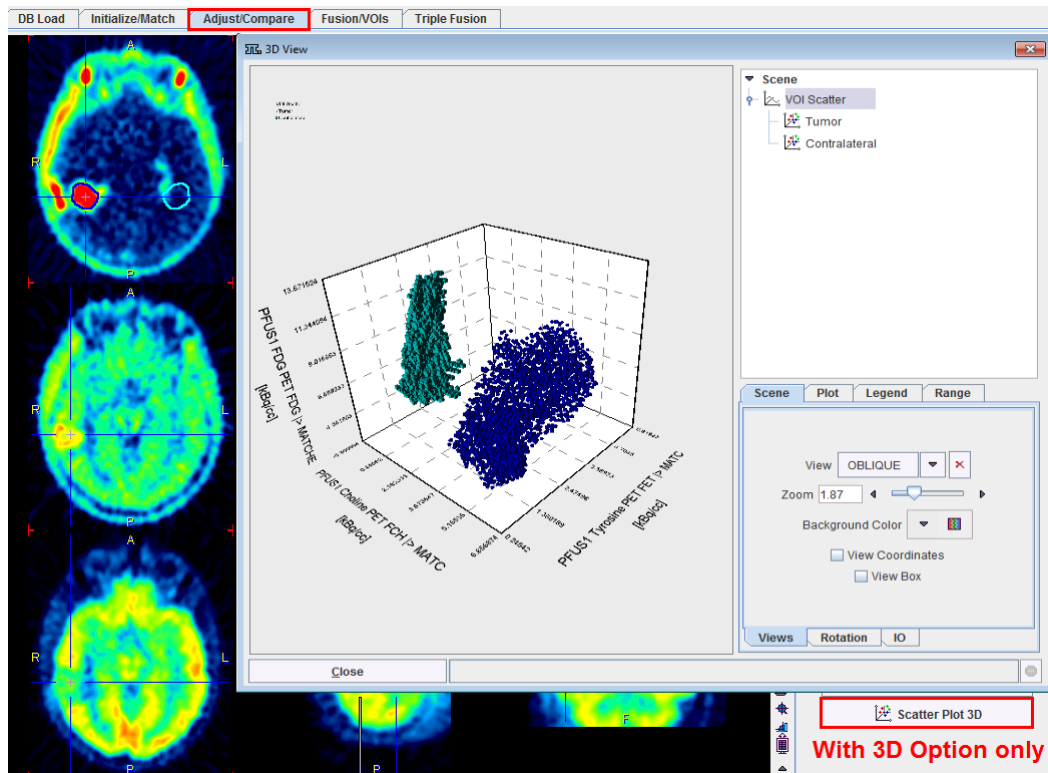 DB Load
Initialize/Match
Adjust/Compare
Fusion/VOIs
Triple Fusion
A
R
L
P
A
R
L
P
A
R
L
P
3D View
13.671524
PFUS1 FDG PET FDG |> MATCHE
[kBq/cc]
PFUS1 Choline PET FCH |> MATC
[kBq/cc]
PFUS1 Tyrosine PET FET |> MATC
[kBq/cc]
Scene
VOI Scatter
Tumor
Contralateral
Scene
Plot
Legend
Range
View
OBLIQUE
Zoom
1.87
Background Color
View Coordinates
View Box
Views
Rotation
IO
Close
P
F
Scatter Plot 3D
With 3D Option only